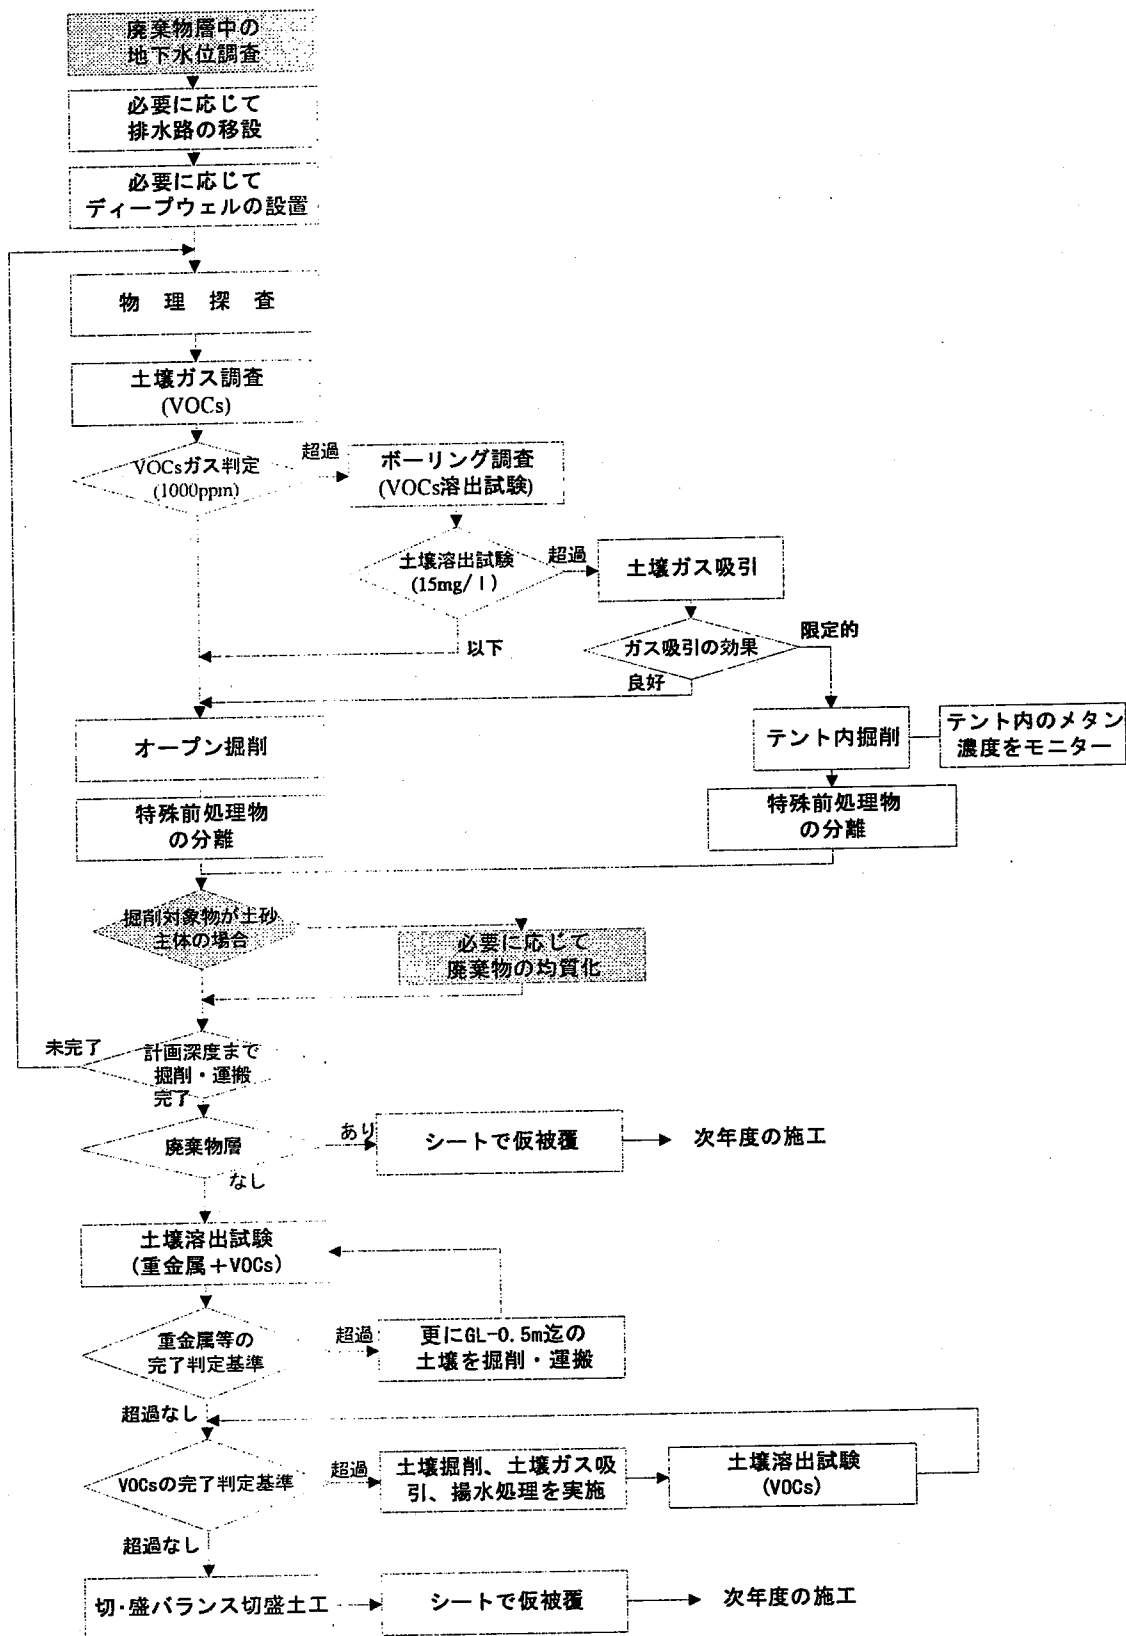 廃棄物層中の
地下水位調査
必要に応じて
排水路の移設
必要に応じて
ディープウェルの設置
物 理 探 査
土壌ガス調査
(VOCs)
VOCsガス判定
(1000ppm)
超過
ボーリング調査
(VOCs溶出試験)
土壌溶出試験
(15mg/l)
超過
土壌ガス吸引
以下
ガス吸引の効果
限定的
良好
オープン掘削
テント内掘削
テント内のメタン
濃度をモニター
特殊前処理物
の分離
特殊前処理物
の分離
掘削対象物が土砂
主体の場合
必要に応じて
廃棄物の均質化
未完了
計画深度まで
掘削・運搬
完了
廃棄物層
あり
シートで仮被覆
次年度の施工
なし
土壌溶出試験
(重金属+VOCs)
重金属等の
完了判定基準
超過
更にGL-0.5m迄の
土壌を掘削・運搬
超過なし
VOCsの完了判定基準
超過
土壌掘削、土壌ガス吸
引、揚水処理を実施
土壌溶出試験
(VOCs)
超過なし
切・盛バランス切盛土工
シートで仮被覆
次年度の施工